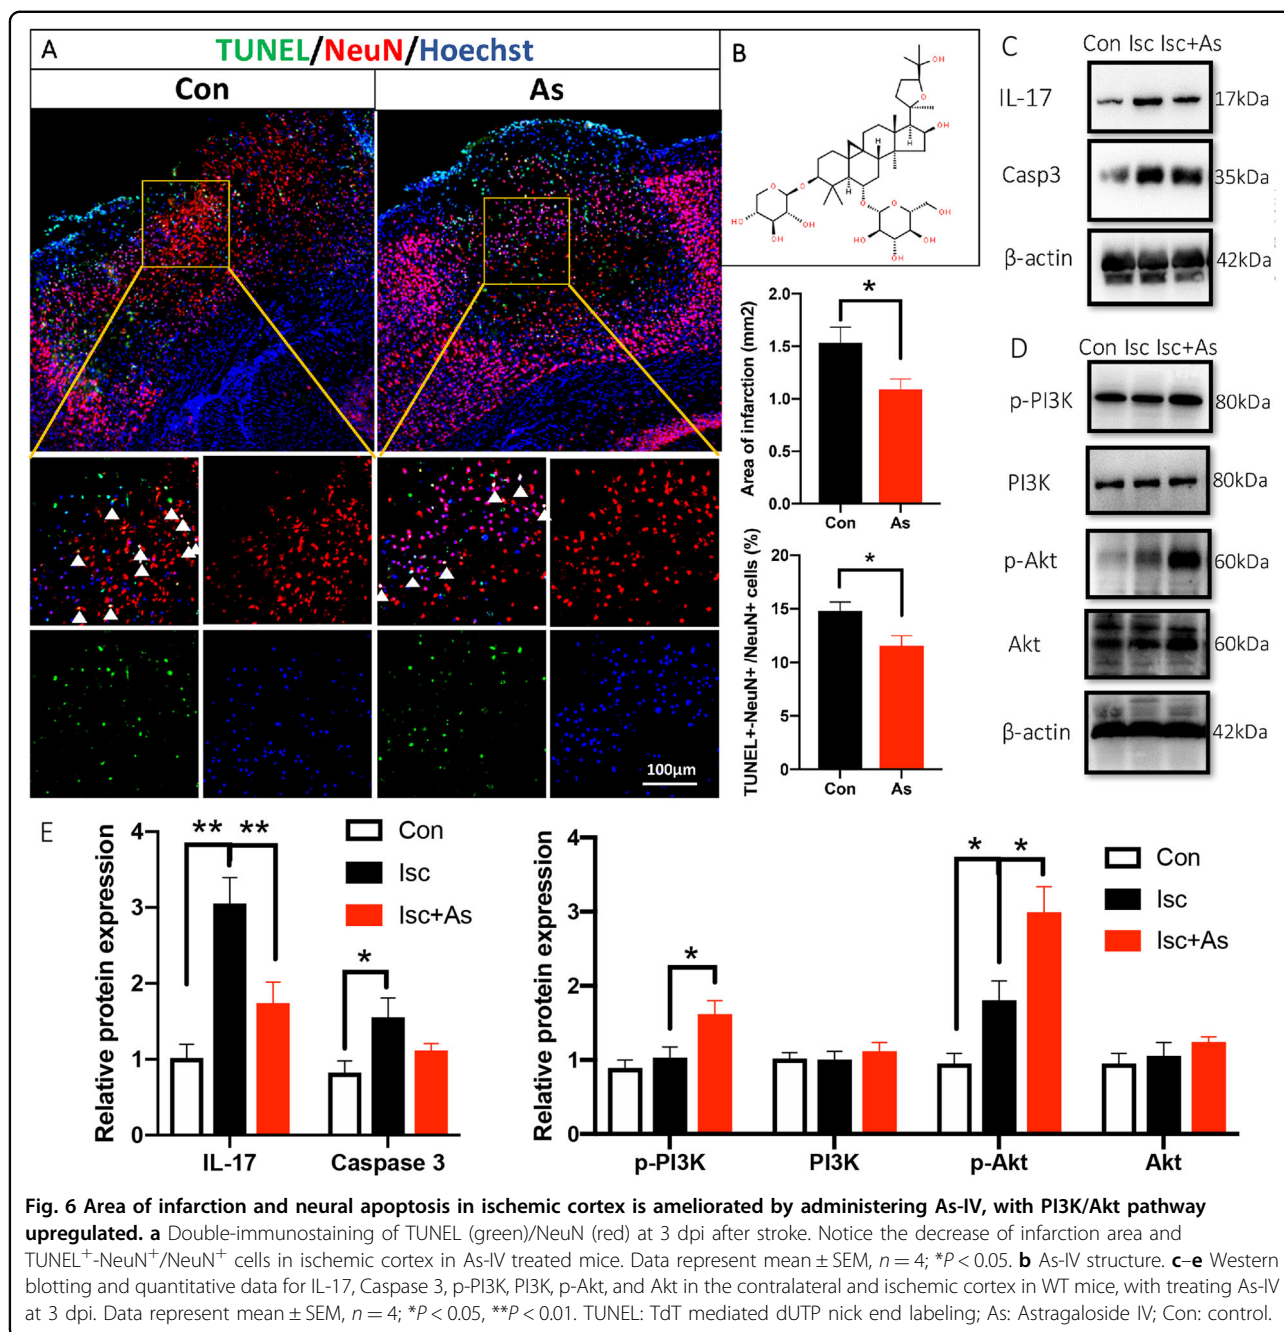 A
TUNEL/NeuN/Hoechst
Con
As
100μm
B
OH
O
OH
H
H
H
O
O
O
HO
OH
OH
O
O
OH
HO
OH
OH
Area of infarction (mm2)
2.0
1.5
1.0
0.5
0.0
*
Con
As
TUNEL+-NeuN+ /NeuN+ cells (%)
20
15
10
5
0
*
Con
As
C
Con Isc Isc+As
IL-17
17kDa
Casp3
35kDa
β-actin
42kDa
D
Con Isc Isc+As
p-PI3K
80kDa
PI3K
80kDa
p-Akt
60kDa
Akt
60kDa
β-actin
42kDa
E
Relative protein expression
4
3
2
1
0
** **
*
Con
Isc
Isc+As
IL-17
Caspase 3
Relative protein expression
4
3
2
1
0
*
* *
Con
Isc
Isc+As
p-PI3K
PI3K
p-Akt
Akt
Fig. 6 Area of infarction and neural apoptosis in ischemic cortex is ameliorated by administering As-IV, with PI3K/Akt pathway
upregulated. a Double-immunostaining of TUNEL (green)/NeuN (red) at 3 dpi after stroke. Notice the decrease of infarction area and
TUNEL⁺-NeuN⁺/NeuN⁺ cells in ischemic cortex in As-IV treated mice. Data represent mean ± SEM, n = 4; *P < 0.05. b As-IV structure. c–e Western
blotting and quantitative data for IL-17, Caspase 3, p-PI3K, PI3K, p-Akt, and Akt in the contralateral and ischemic cortex in WT mice, with treating As-IV
at 3 dpi. Data represent mean ± SEM, n = 4; *P < 0.05, **P < 0.01. TUNEL: TdT mediated dUTP nick end labeling; As: Astragaloside IV; Con: control.